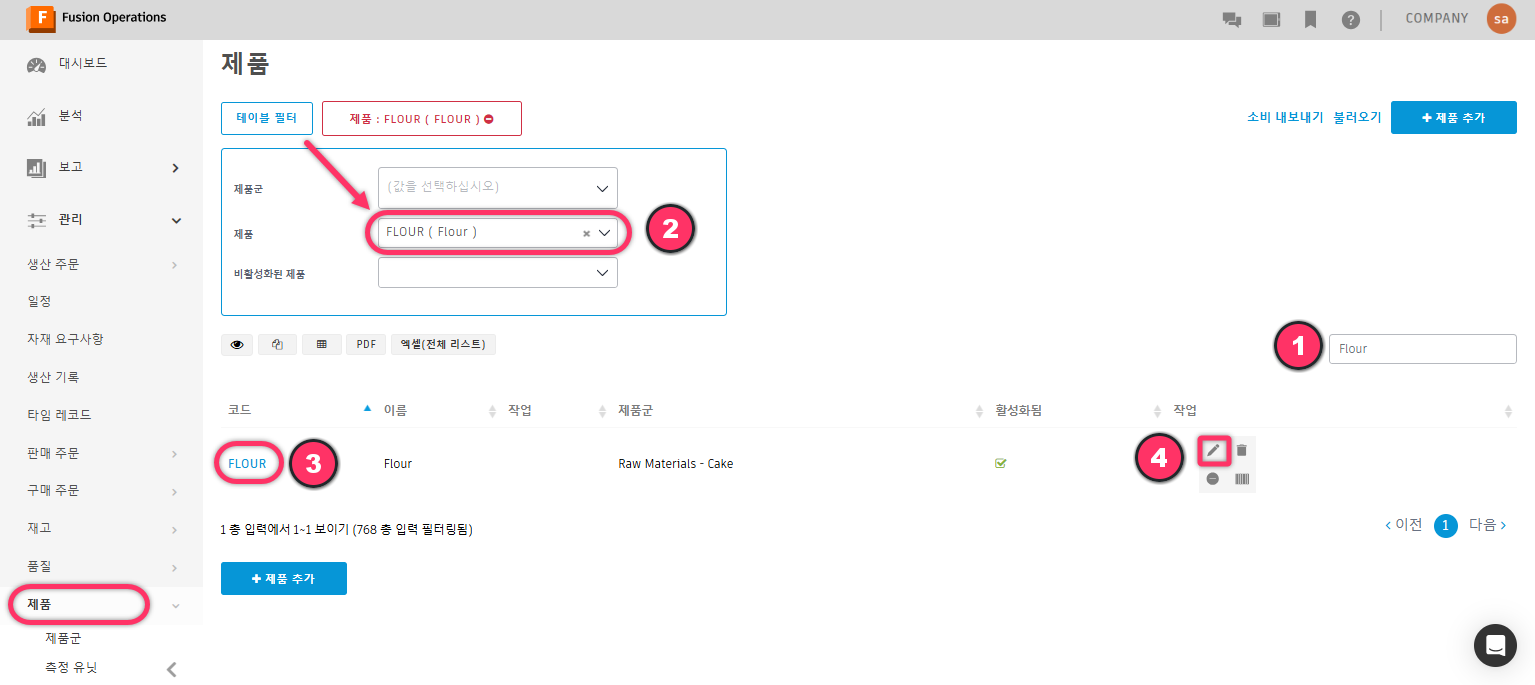 F Fusion Operations
COMPANY
sa
대시보드
분석
보고
관리
생산 주문
일정
자재 요구사항
생산 기록
타임 레코드
판매 주문
구매 주문
재고
품질
제품
제품군
측정 유닛
제품
테이블 필터
제품 : FLOUR ( FLOUR )
소비 내보내기 불러오기
+ 제품 추가
제품군 (값을 선택하십시오)
제품 FLOUR ( Flour ) ×
2
비활성화된 제품
PDF 엑셀(전체 리스트)
1
Flour
코드 이름 작업 제품군 활성화됨 작업
FLOUR 3 Flour Raw Materials - Cake 4
1 총 입력에서 1~1 보이기 (768 총 입력 필터링됨)
‹ 이전 1 다음 ›
+ 제품 추가